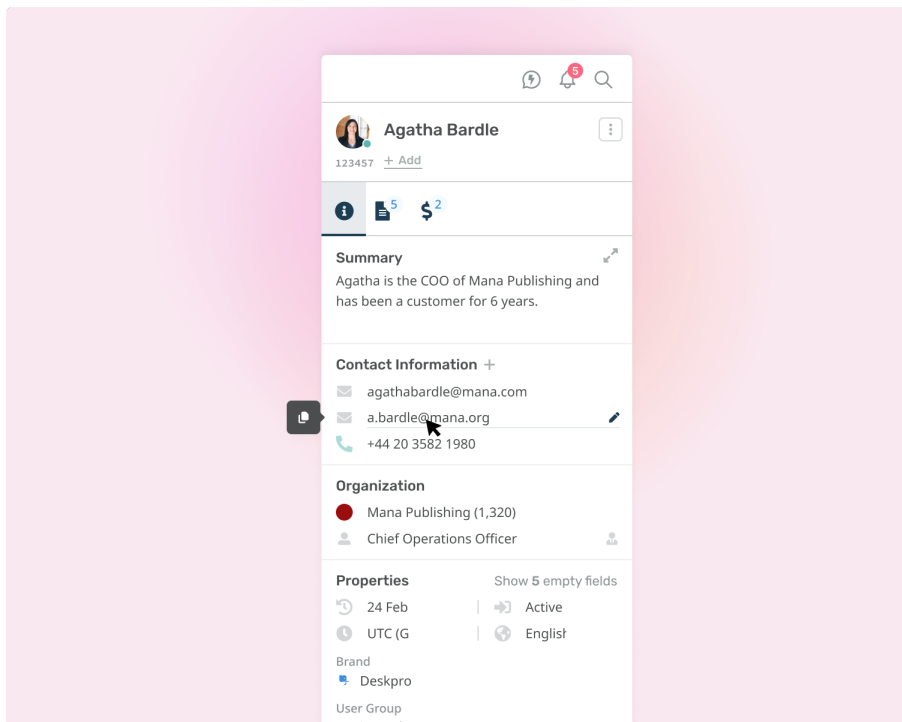 5
Agatha Bardle
123457 + Add
5 2
Summary
Agatha is the COO of Mana Publishing and
has been a customer for 6 years.
Contact Information +
agathabardle@mana.com
a.bardle@mana.org
+44 20 3582 1980
Organization
Mana Publishing (1,320)
Chief Operations Officer
Properties Show 5 empty fields
24 Feb Active
UTC (G English
Brand
Deskpro
User Group